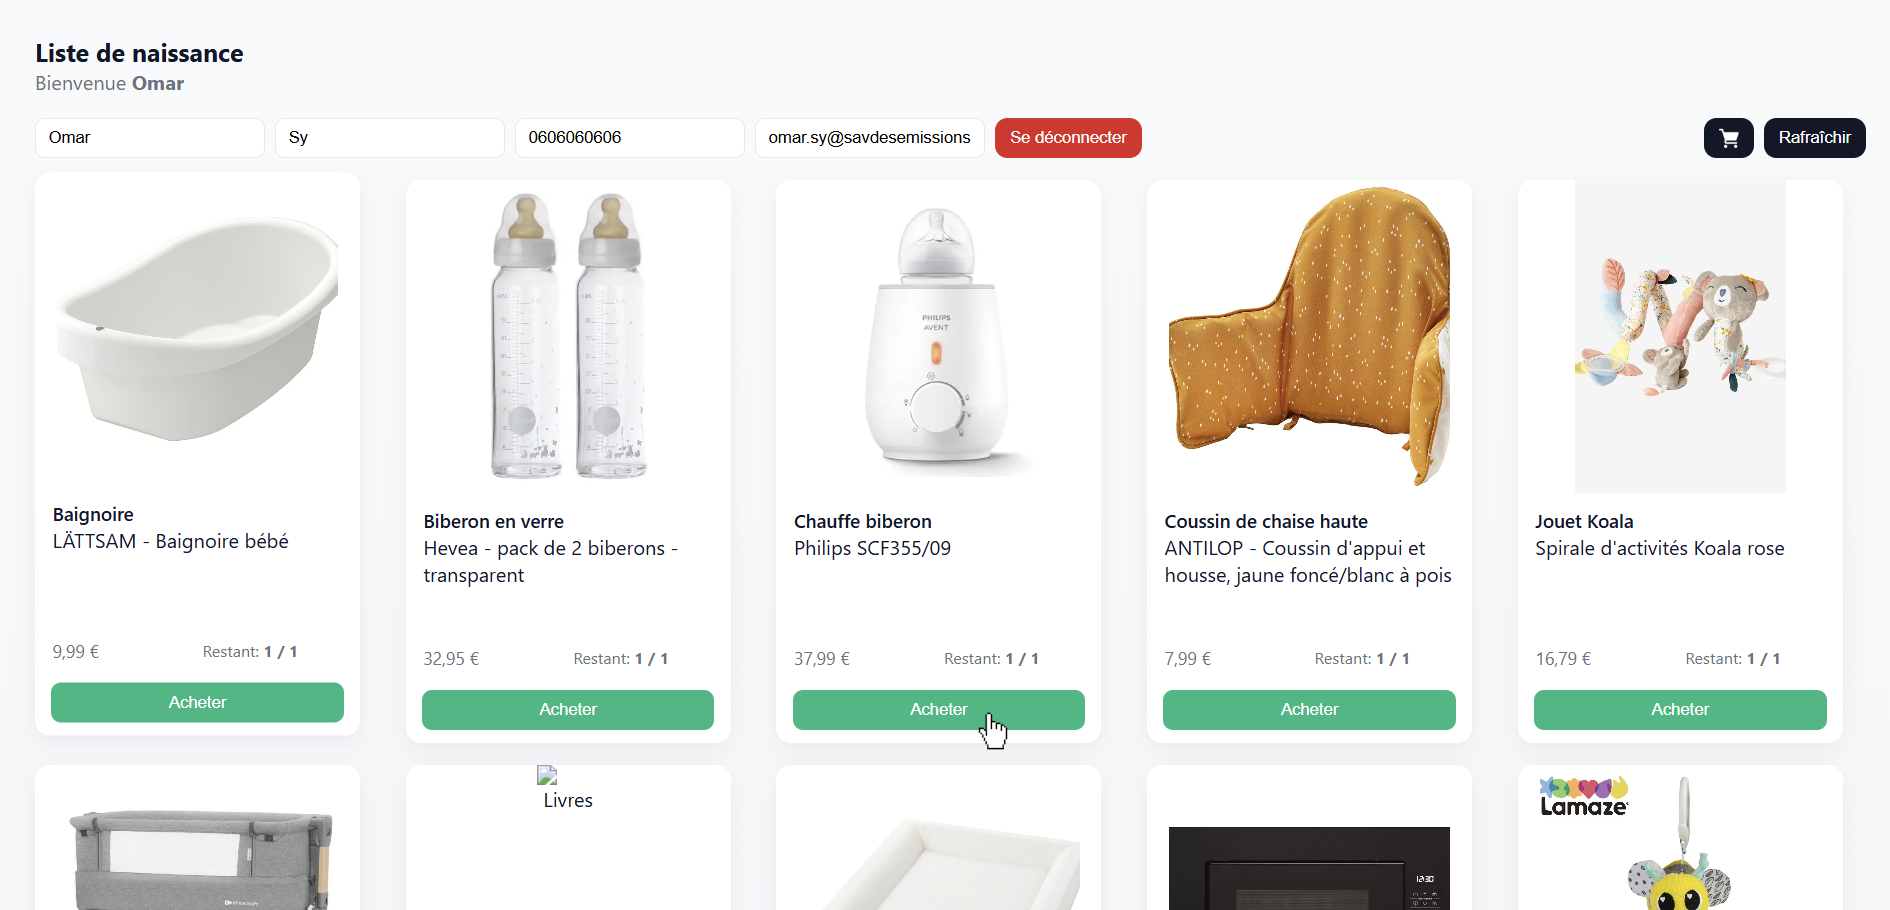 Liste de naissance
Bienvenue Omar
Omar
Sy
0606060606
omar.sy@savdesemissions
Se déconnecter
Rafraîchir
PHILIPS
AVENT
Baignoire
LÄTTSAM - Baignoire bébé
9,99 €
Restant: 1 / 1
Acheter
Biberon en verre
Hevea - pack de 2 biberons -
transparent
32,95 €
Restant: 1 / 1
Acheter
Chauffe biberon
Philips SCF355/09
37,99 €
Restant: 1 / 1
Acheter
Coussin de chaise haute
ANTILOP - Coussin d'appui et
housse, jaune foncé/blanc à pois
7,99 €
Restant: 1 / 1
Acheter
Jouet Koala
Spirale d'activités Koala rose
16,79 €
Restant: 1 / 1
Acheter
Livres
12:30
Lamaze